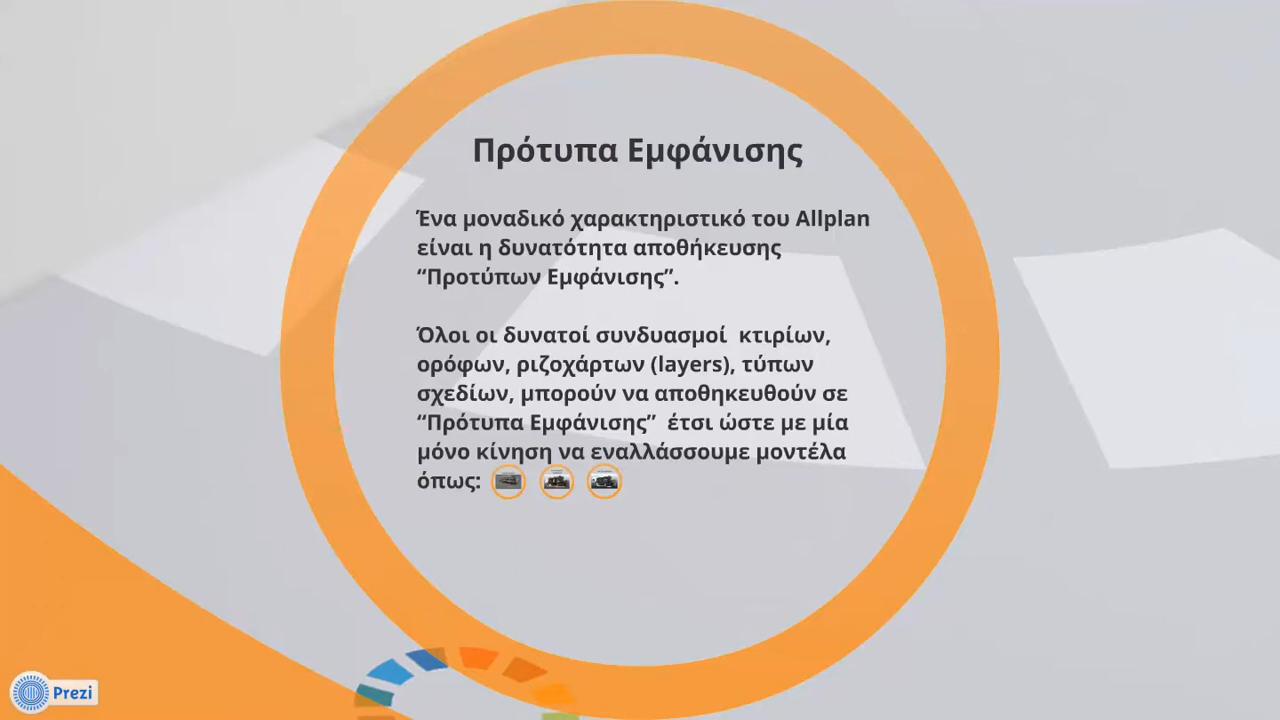 Πρότυπα Εμφάνισης
Ένα μοναδικό χαρακτηριστικό του Allplan
είναι η δυνατότητα αποθήκευσης
“Προτύπων Εμφάνισης”.
Όλοι οι δυνατοί συνδυασμοί  κτιρίων,
ορόφων, ριζοχάρτων (layers), τύπων
σχεδίων, μπορούν να αποθηκευθούν σε
“Πρότυπα Εμφάνισης”  έτσι ώστε με μία
μόνο κίνηση να εναλλάσσουμε μοντέλα
όπως:
Prezi